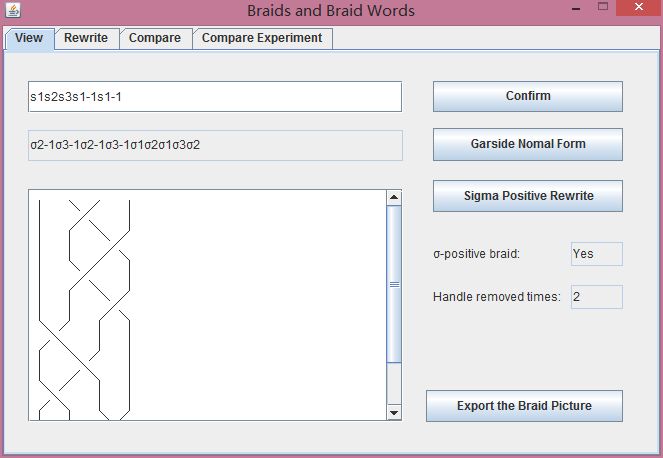 Braids and Braid Words
View Rewrite Compare Compare Experiment
s1s2s3s1-1s1-1 Confirm
σ2-1σ3-1σ2-1σ3-1σ1σ2σ1σ3σ2 Garside Nomal Form
Sigma Positive Rewrite
σ-positive braid: Yes
Handle removed times: 2
Export the Braid Picture